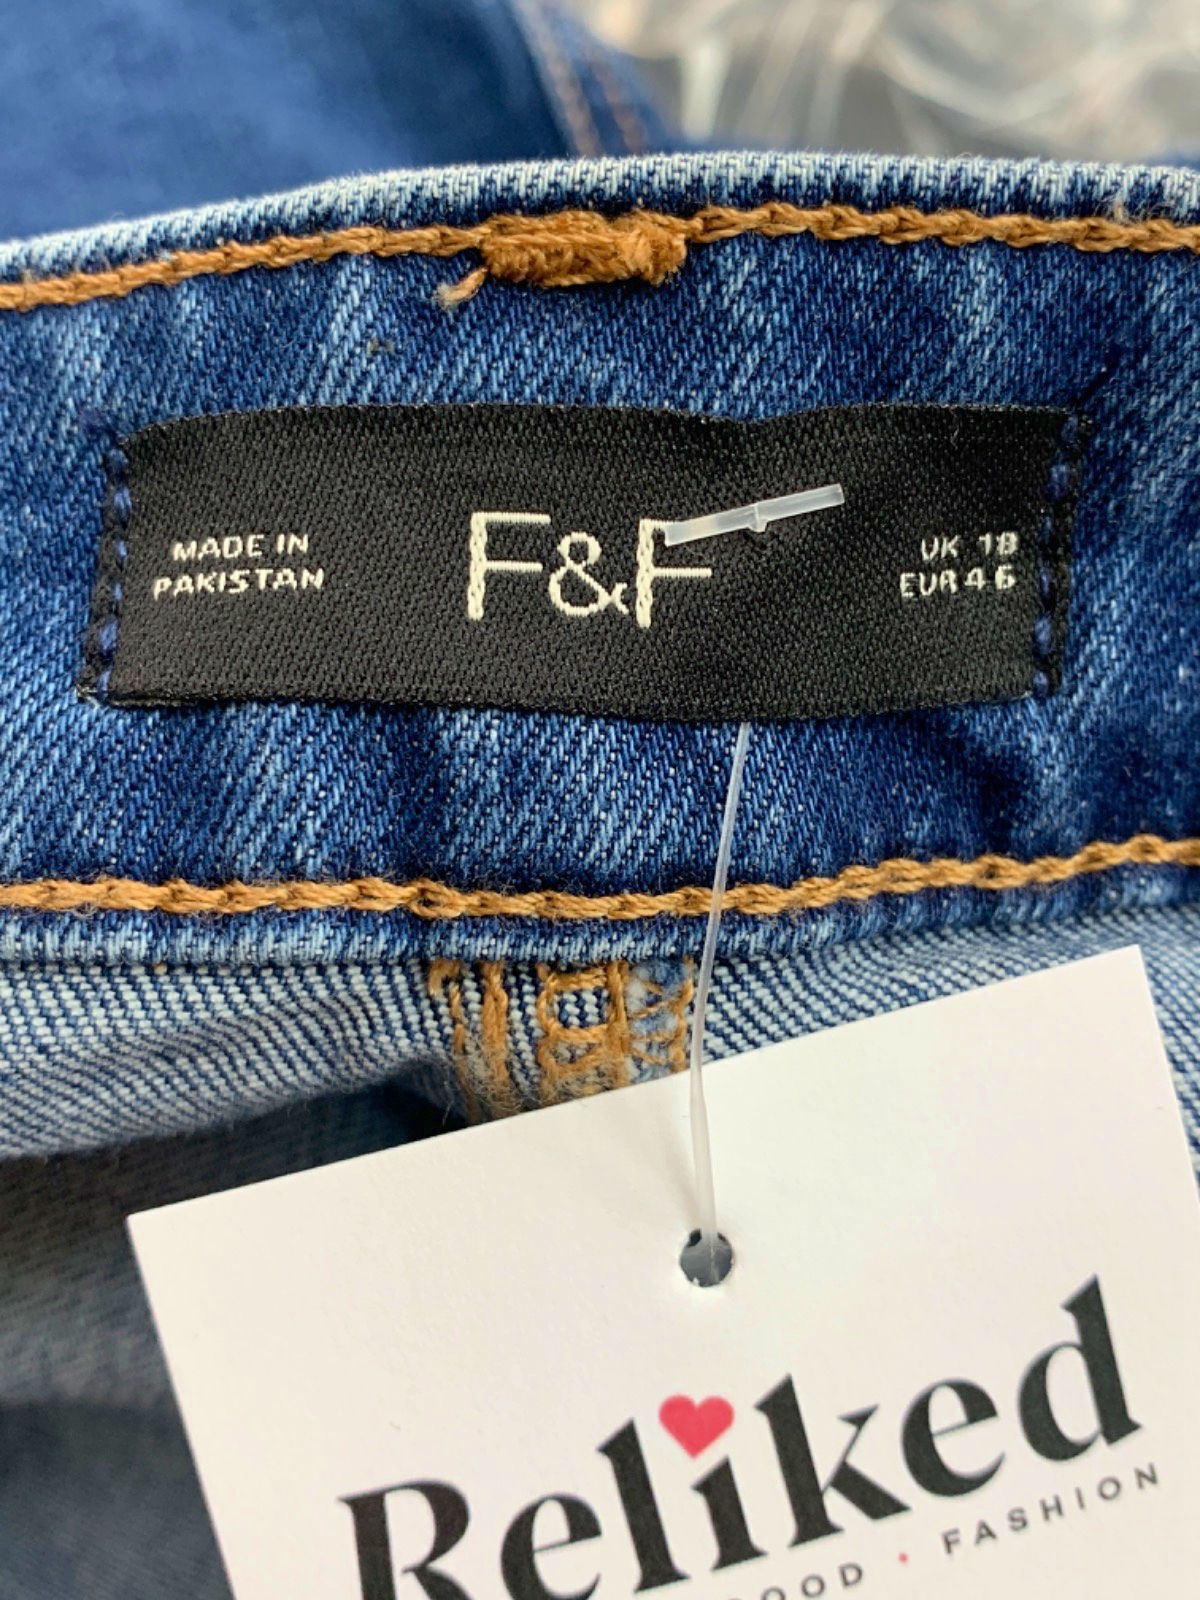 MADE IN
PAKISTAN
F&F
UK 18
EUR 46
Reliked
FASHION